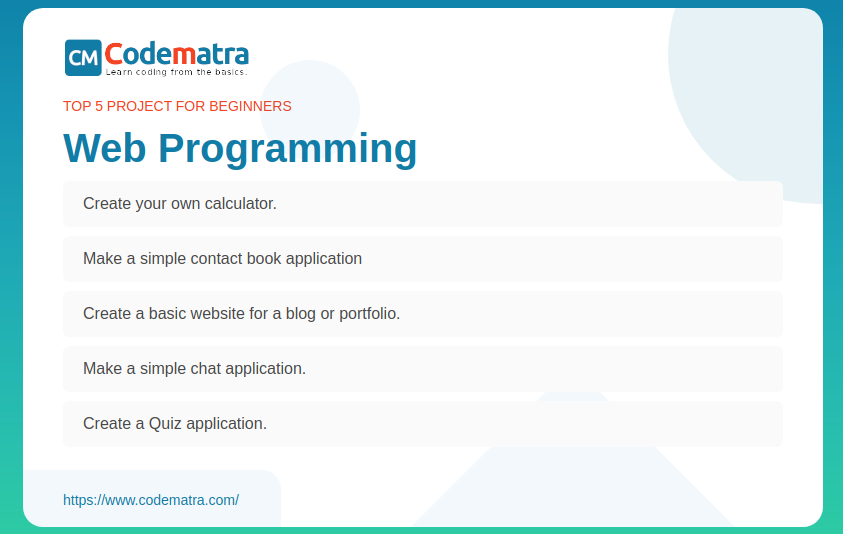 CM Codematra
Learn coding from the basics.
TOP 5 PROJECT FOR BEGINNERS
Web Programming
Create your own calculator.
Make a simple contact book application
Create a basic website for a blog or portfolio.
Make a simple chat application.
Create a Quiz application.
https://www.codematra.com/